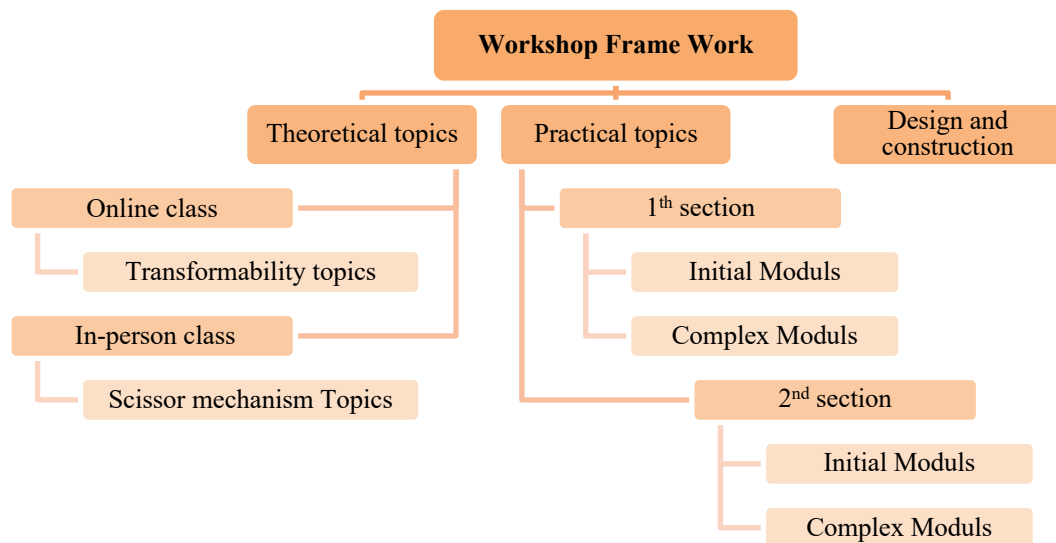 Workshop Frame Work
Theoretical topics
Practical topics
Design and
construction
Online class
Transformability topics
In-person class
Scissor mechanism Topics
1th section
Initial Moduls
Complex Moduls
2nd section
Initial Moduls
Complex Moduls